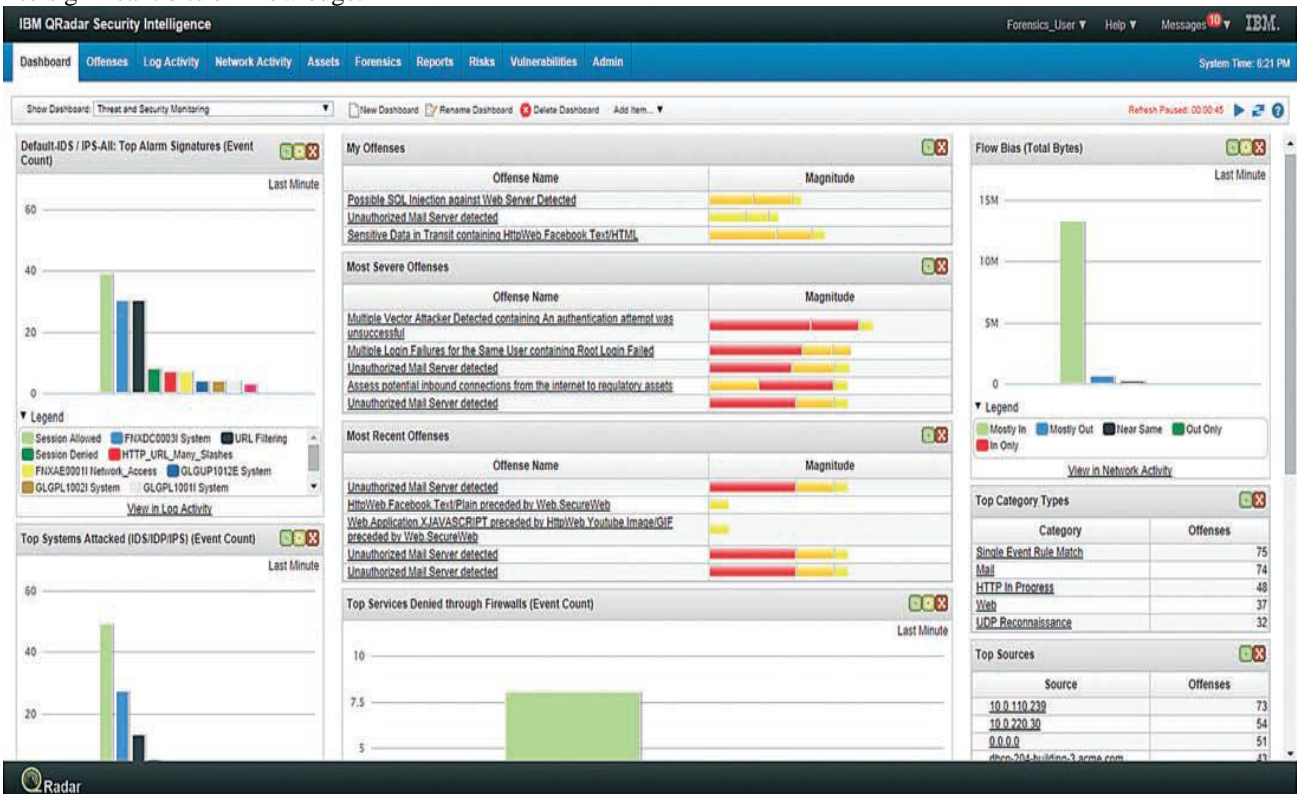 IBM QRadar Security Intelligence
Forensics_User ▼ Help ▼ Messages 10 ▼ IBM.
Dashboard Offenses Log Activity Network Activity Assets Forensics Reports Risks Vulnerabilities Admin
System Time: 6:21 PM
Show Dashboard: Threat and Security Monitoring ▼ New Dashboard Rename Dashboard Delete Dashboard Add Item... ▼
Refresh Paused: 00:00:45
Default-IDS / IPS-All: Top Alarm Signatures (Event
Count)
Last Minute
60
40
20
0
▼ Legend
Session Allowed FNXDC0003I System URL Filtering
Session Denied HTTP_URL_Many_Slashes
FNXAE0001I Network_Access GLGUP1012E System
GLGPL1002I System GLGPL1001I System
View in Log Activity
Top Systems Attacked (IDS/IDP/IPS) (Event Count)
Last Minute
60
40
20
My Offenses
Offense Name Magnitude
Possible SQL Injection against Web Server Detected
Unauthorized Mail Server detected
Sensitive Data in Transit containing HttpWeb.Facebook.Text/HTML
Most Severe Offenses
Offense Name Magnitude
Multiple Vector Attacker Detected containing An authentication attempt was
unsuccessful
Multiple Login Failures for the Same User containing Root Login Failed
Unauthorized Mail Server detected
Assess potential inbound connections from the internet to regulatory assets
Unauthorized Mail Server detected
Most Recent Offenses
Offense Name Magnitude
Unauthorized Mail Server detected
HttpWeb.Facebook.Text/Plain preceded by Web.SecureWeb
Web Application.XJAVASCRIPT preceded by HttpWeb.Youtube.Image/GIF
preceded by Web.SecureWeb
Unauthorized Mail Server detected
Unauthorized Mail Server detected
Top Services Denied through Firewalls (Event Count)
Last Minute
10
7.5
5
Flow Bias (Total Bytes)
Last Minute
15M
10M
5M
0
▼ Legend
Mostly In Mostly Out Near Same Out Only
In Only
View in Network Activity
Top Category Types
Category Offenses
Single Event Rule Match 75
Mail 74
HTTP In Progress 48
Web 37
UDP Reconnaissance 32
Top Sources
Source Offenses
10.0.110.239 73
10.0.220.30 54
0.0.0.0 51
dhcp-204-building-3.acme.com 43
QRadar